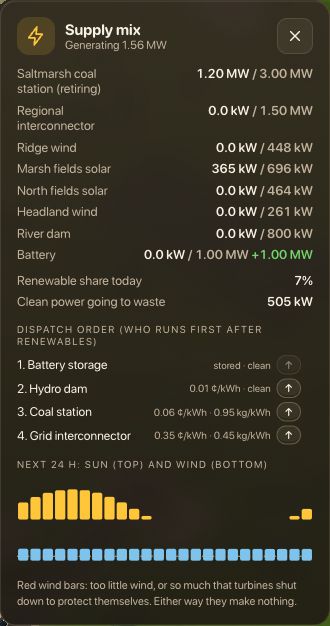 Supply mix
Generating 1.56 MW
Saltmarsh coal station (retiring) 1.20 MW / 3.00 MW
Regional interconnector 0.0 kW / 1.50 MW
Ridge wind 0.0 kW / 448 kW
Marsh fields solar 365 kW / 696 kW
North fields solar 0.0 kW / 464 kW
Headland wind 0.0 kW / 261 kW
River dam 0.0 kW / 800 kW
Battery 0.0 kW / 1.00 MW +1.00 MW
Renewable share today 7%
Clean power going to waste 505 kW
DISPATCH ORDER (WHO RUNS FIRST AFTER
RENEWABLES)
1. Battery storage stored · clean ↑
2. Hydro dam 0.01 ¢/kWh · clean ↑
3. Coal station 0.06 ¢/kWh · 0.95 kg/kWh ↑
4. Grid interconnector 0.35 ¢/kWh · 0.45 kg/kWh ↑
NEXT 24 H: SUN (TOP) AND WIND (BOTTOM)
Red wind bars: too little wind, or so much that turbines shut
down to protect themselves. Either way they make nothing.